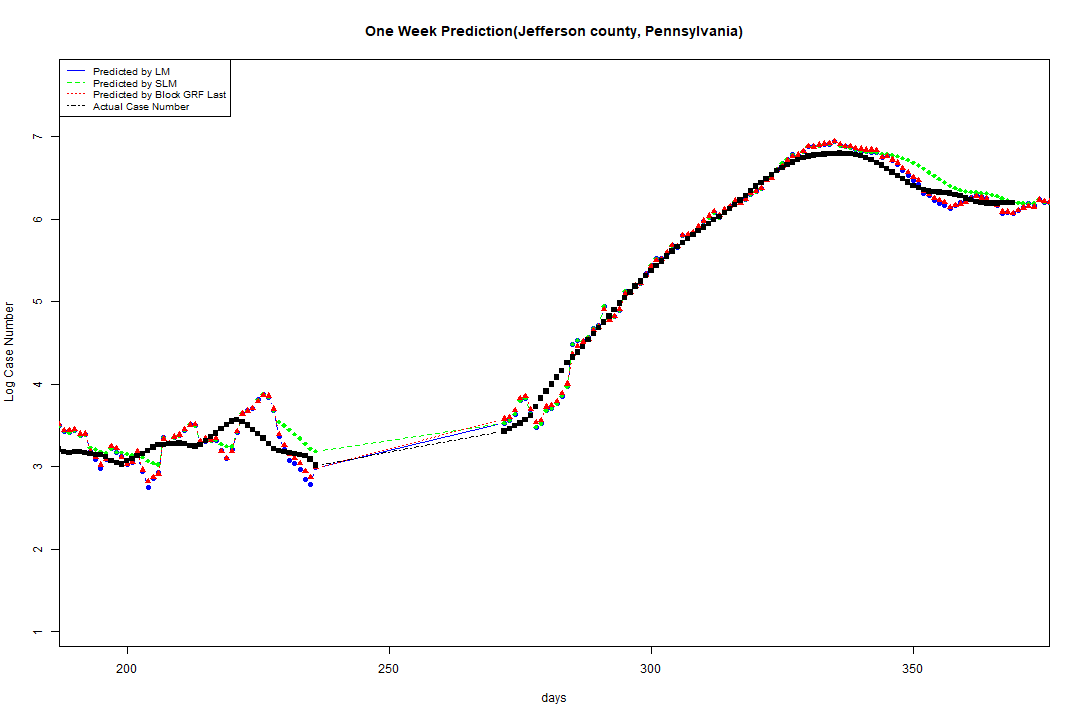 One Week Prediction(Jefferson county, Pennsylvania)
Predicted by LM
Predicted by SLM
Predicted by Block GRF Last
Actual Case Number
7
6
5
4
3
2
1
Log Case Number
200 250 300 350
days